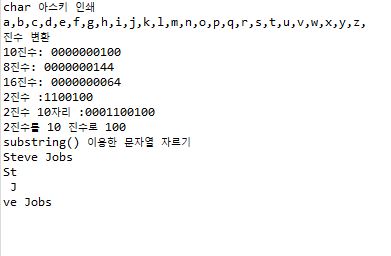 char 아스키 인쇄
a,b,c,d,e,f,g,h,i,j,k,l,m,n,o,p,q,r,s,t,u,v,w,x,y,z,
진수 변환
10진수: 0000000100
8진수: 0000000144
16진수: 0000000064
2진수 :1100100
2진수 10자리 :0001100100
2진수를 10 진수로 100
substring() 이용한 문자열 자르기
Steve Jobs
St
 J
ve Jobs